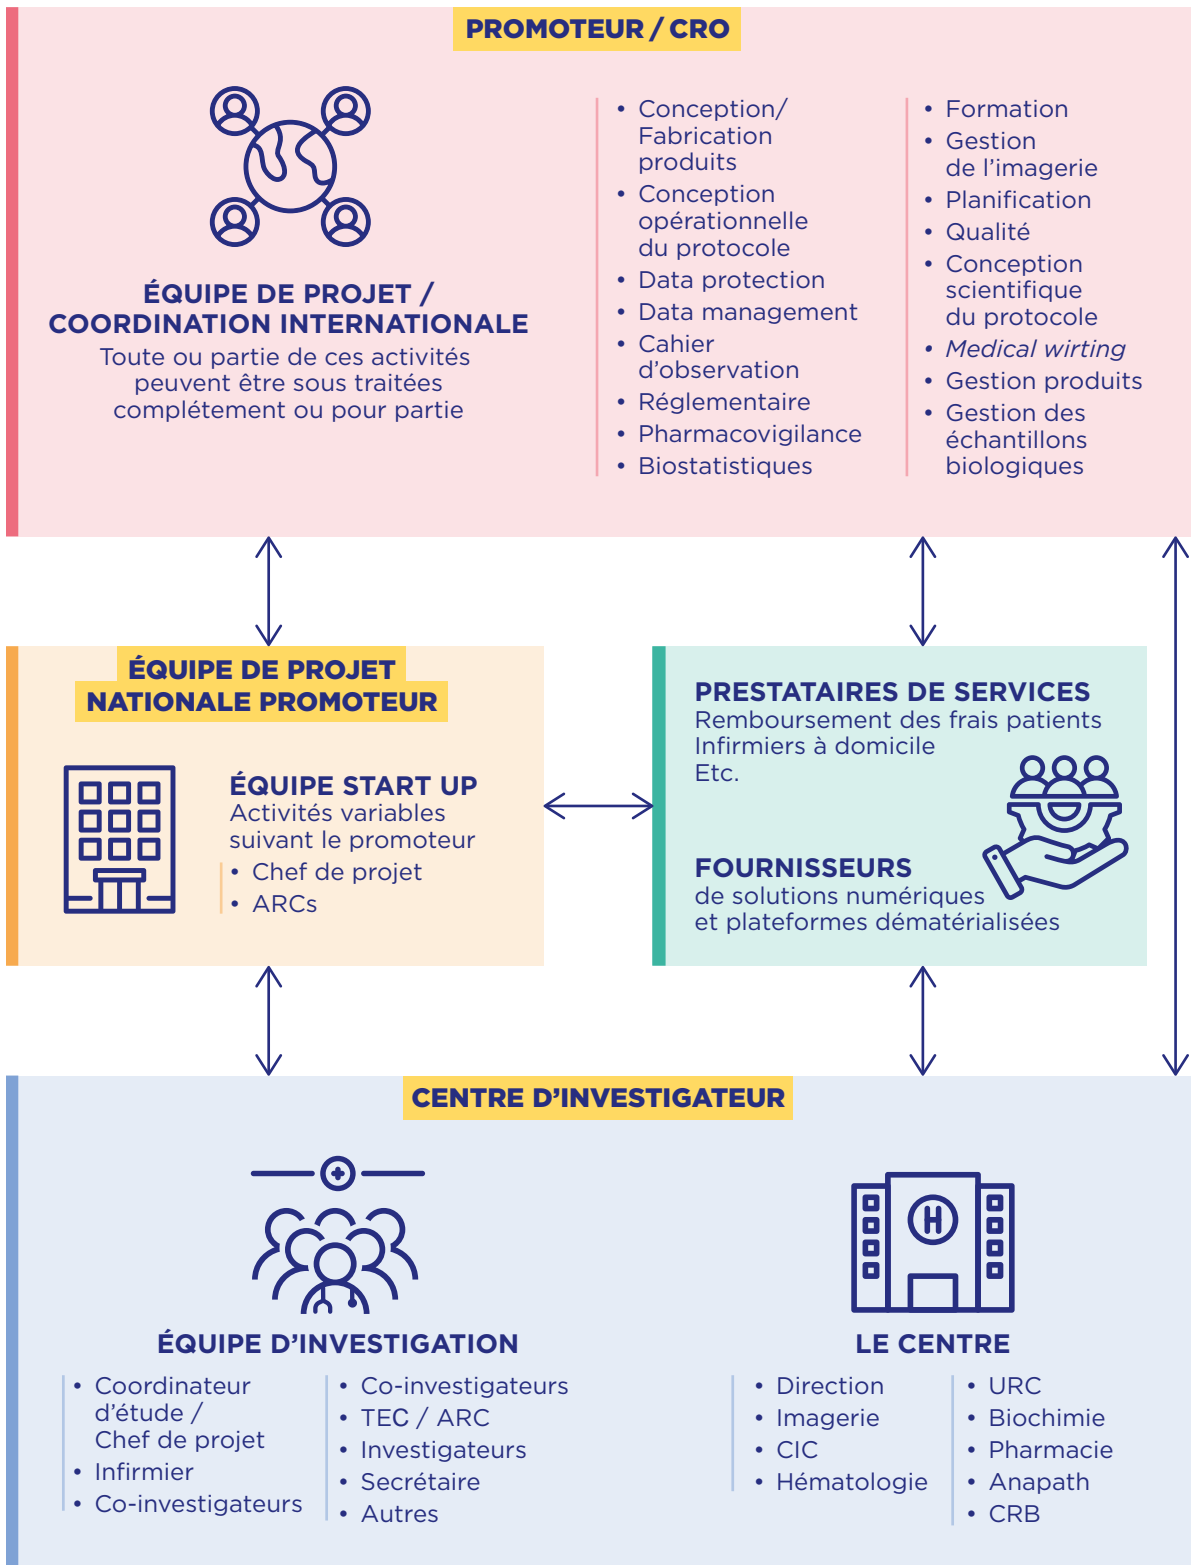 PROMOTEUR / CRO
ÉQUIPE DE PROJET /
COORDINATION INTERNATIONALE
Toute ou partie de ces activités
peuvent être sous traitées
complétement ou pour partie
• Conception/
Fabrication
produits
• Conception
opérationnelle
du protocole
• Data protection
• Data management
• Cahier
d’observation
• Réglementaire
• Pharmacovigilance
• Biostatistiques
• Formation
• Gestion
de l’imagerie
• Planification
• Qualité
• Conception
scientifique
du protocole
• Medical wirting
• Gestion produits
• Gestion des
échantillons
biologiques
ÉQUIPE DE PROJET
NATIONALE PROMOTEUR
ÉQUIPE START UP
Activités variables
suivant le promoteur
• Chef de projet
• ARCs
PRESTATAIRES DE SERVICES
Remboursement des frais patients
Infirmiers à domicile
Etc.
FOURNISSEURS
de solutions numériques
et plateformes dématérialisées
CENTRE D’INVESTIGATEUR
ÉQUIPE D’INVESTIGATION
• Coordinateur
d’étude /
Chef de projet
• Infirmier
• Co-investigateurs
• Co-investigateurs
• TEC / ARC
• Investigateurs
• Secrétaire
• Autres
H
LE CENTRE
• Direction
• Imagerie
• CIC
• Hématologie
• URC
• Biochimie
• Pharmacie
• Anapath
• CRB